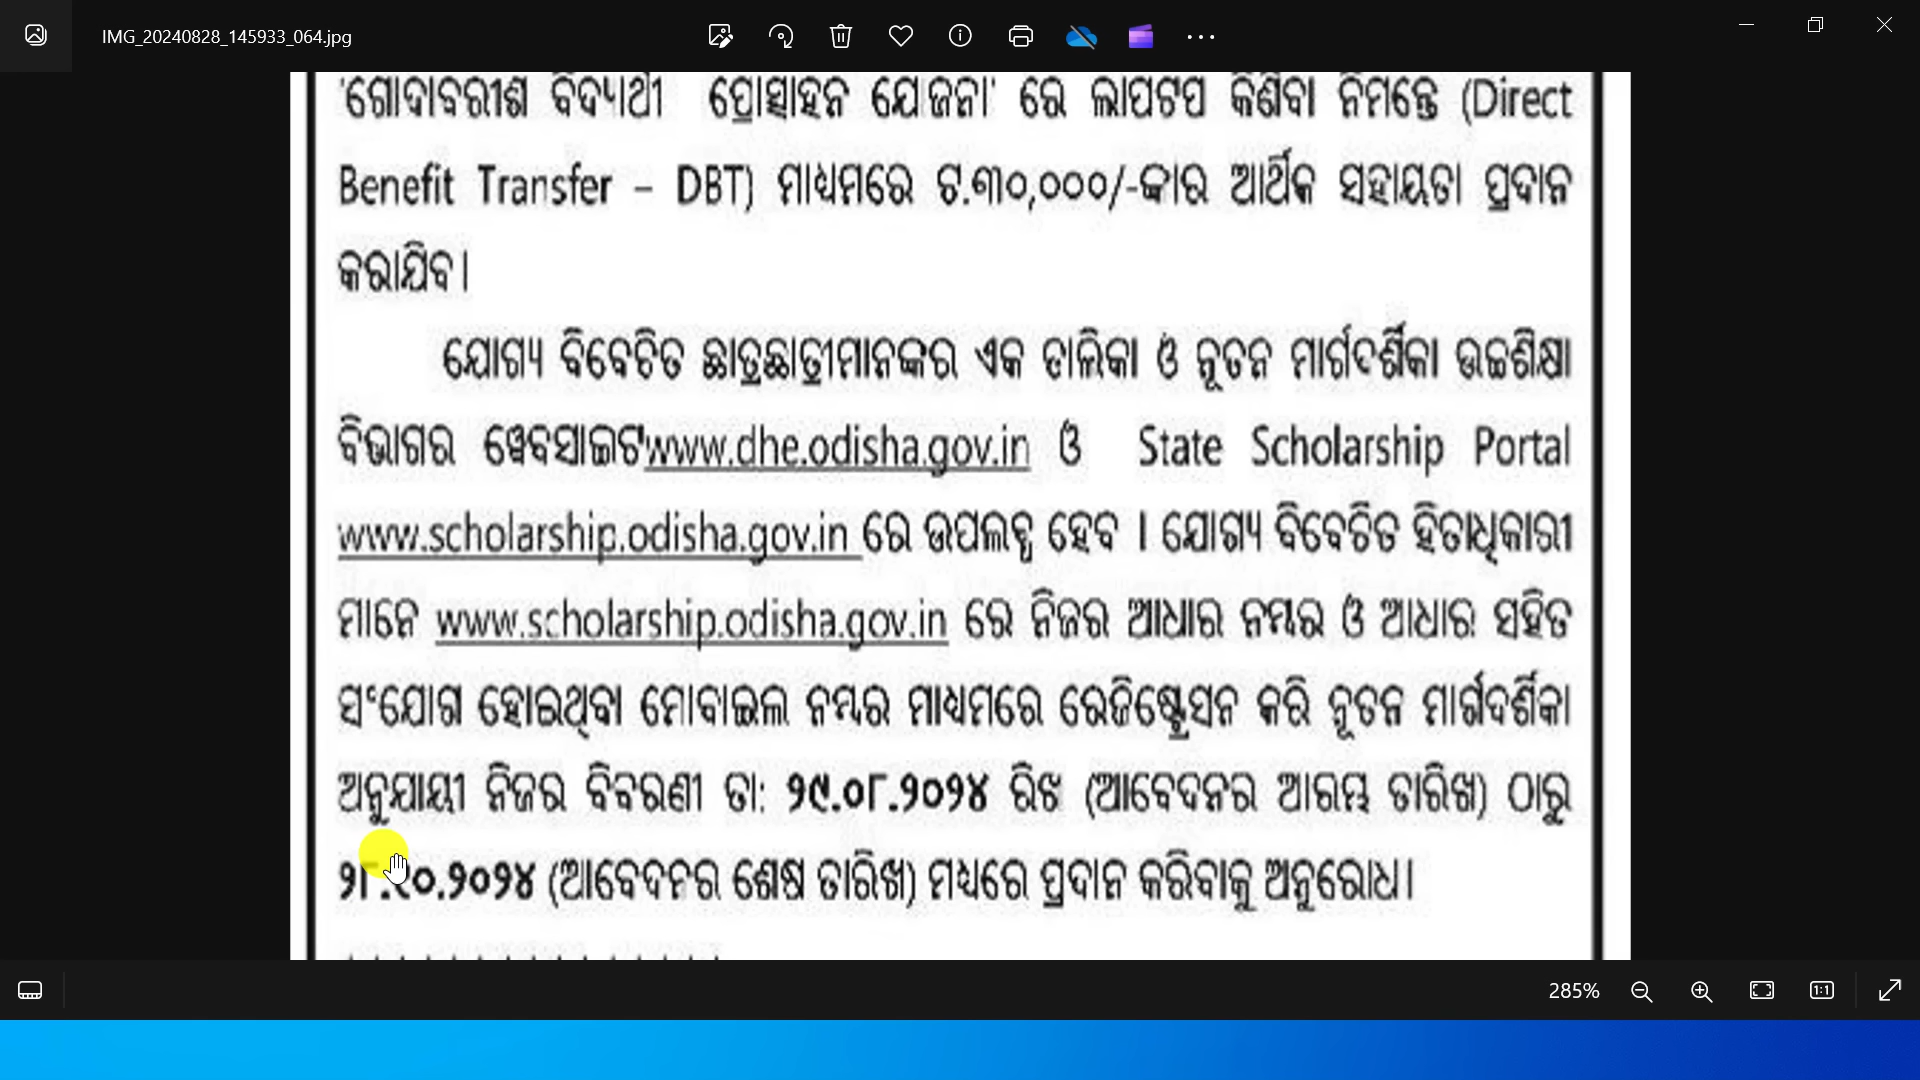 IMG_20240828_145933_064.jpg
'ଗୋଦାବରୀଶ ବିଦ୍ୟାର୍ଥୀ ପ୍ରୋତ୍ସାହନ ଯୋଜନା' ରେ ଲାପଟପ କିଣିବା ନିମନ୍ତେ (Direct
Benefit Transfer – DBT) ମାଧ୍ୟମରେ ଟ.୩୦,୦୦୦/-ଙ୍କାର ଆର୍ଥିକ ସହାୟତା ପ୍ରଦାନ
କରାଯିବ।
ଯୋଗ୍ୟ ବିବେଚିତ ଛାତ୍ରଛାତ୍ରୀମାନଙ୍କର ଏକ ତାଲିକା ଓ ନୂତନ ମାର୍ଗଦର୍ଶିକା ଉଚ୍ଚଶିକ୍ଷା
ବିଭାଗର ୱେବସାଇଟwww.dhe.odisha.gov.in ଓ State Scholarship Portal
www.scholarship.odisha.gov.in ରେ ଉପଲବ୍ଧ ହେବ । ଯୋଗ୍ୟ ବିବେଚିତ ହିତାଧିକାରୀ
ମାନେ www.scholarship.odisha.gov.in ରେ ନିଜର ଆଧାର ନମ୍ବର ଓ ଆଧାର ସହିତ
ସଂଯୋଗ ହୋଇଥିବା ମୋବାଇଲ ନମ୍ବର ମାଧ୍ୟମରେ ରେଜିଷ୍ଟ୍ରେସନ କରି ନୂତନ ମାର୍ଗଦର୍ଶିକା
ଅନୁଯାୟୀ ନିଜର ବିବରଣୀ ତା: ୨୯.୦୮.୨୦୨୪ ରିଖ (ଆବେଦନର ଆରମ୍ଭ ତାରିଖ) ଠାରୁ
୨୮.୧୦.୨୦୨୪ (ଆବେଦନର ଶେଷ ତାରିଖ) ମଧ୍ୟରେ ପ୍ରଦାନ କରିବାକୁ ଅନୁରୋଧ।
285%